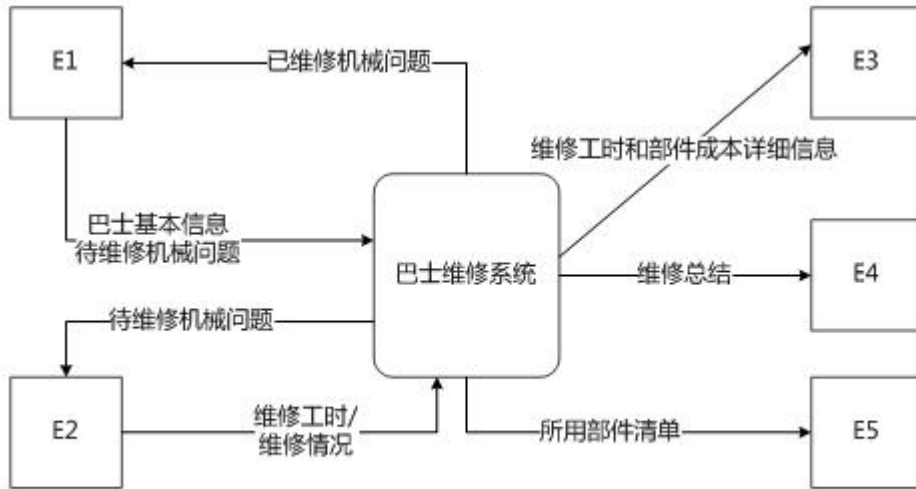 E1
已维修机械问题
E3
维修工时和部件成本详细信息
巴士基本信息
待维修机械问题
巴士维修系统
维修总结
E4
待维修机械问题
E2
维修工时/
维修情况
所用部件清单
E5